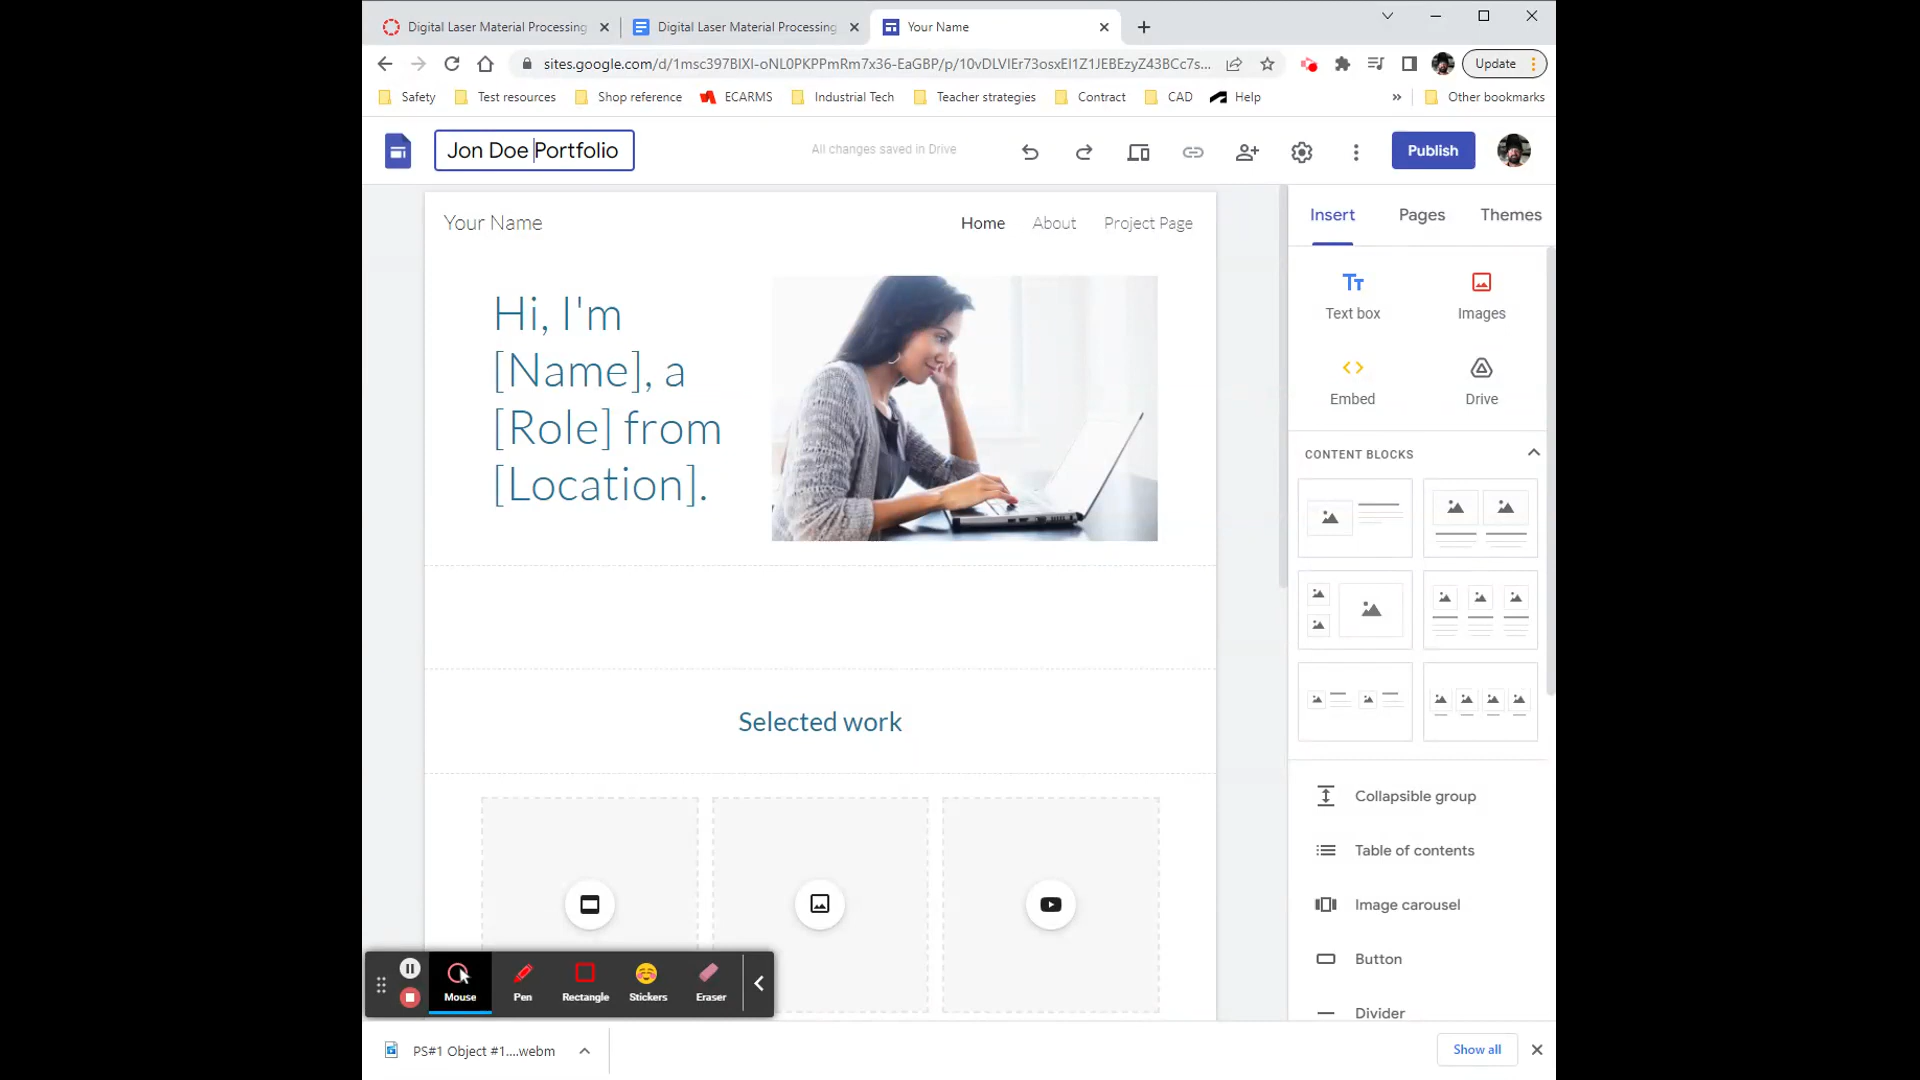 Digital Laser Material Processing
Digital Laser Material Processing
Your Name
sites.google.com/d/1msc397BIXI-oNL0PKPPmRm7x36-EaGBP/p/10vDLVIEr73osxEI1Z1JEBEzyZ43BCc7s...
Update
Safety
Test resources
Shop reference
ECARMS
Industrial Tech
Teacher strategies
Contract
CAD
Help
»
Other bookmarks
Jon Doe Portfolio
All changes saved in Drive
Publish
Your Name
Home
About
Project Page
Insert
Pages
Themes
Hi, I'm
[Name], a
[Role] from
[Location].
Text box
Images
Embed
Drive
CONTENT BLOCKS
Selected work
Collapsible group
Table of contents
Image carousel
Button
Divider
Mouse
Pen
Rectangle
Stickers
Eraser
PS#1 Object #1....webm
Show all